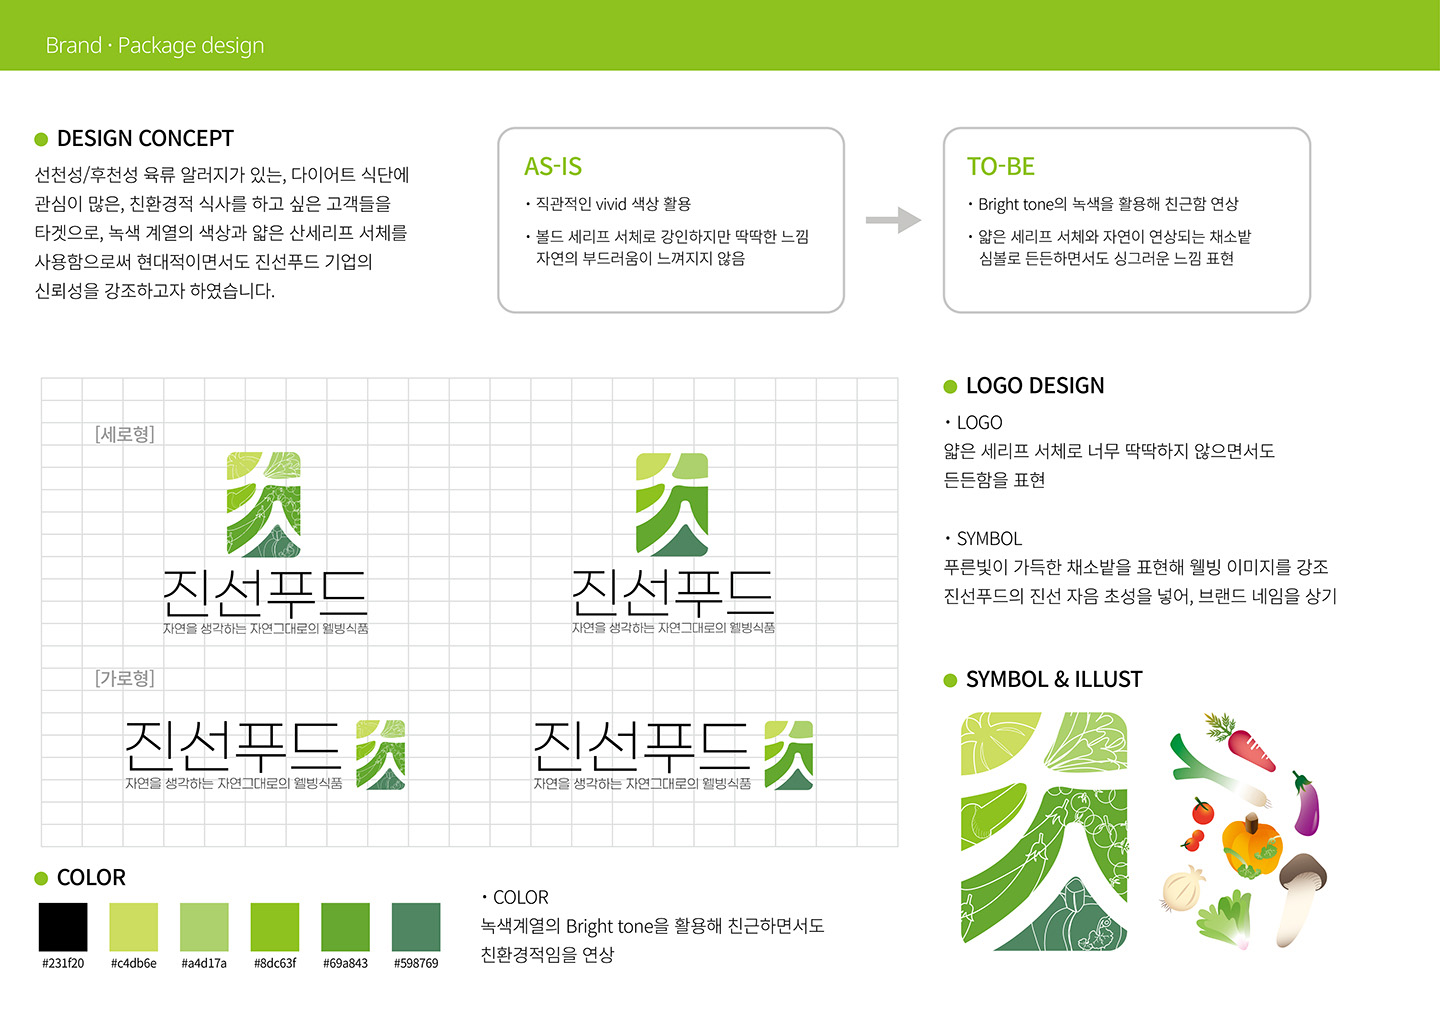 Brand · Package design
DESIGN CONCEPT
선천성/후천성 육류 알러지가 있는, 다이어트 식단에
관심이 많은, 친환경적 식사를 하고 싶은 고객들을
타겟으로, 녹색 계열의 색상과 얇은 산세리프 서체를
사용함으로써 현대적이면서도 진선푸드 기업의
신뢰성을 강조하고자 하였습니다.
AS-IS
· 직관적인 vivid 색상 활용
· 볼드 세리프 서체로 강인하지만 딱딱한 느낌
자연의 부드러움이 느껴지지 않음
TO-BE
· Bright tone의 녹색을 활용해 친근함 연상
· 얇은 세리프 서체와 자연이 연상되는 채소밭
심볼로 든든하면서도 싱그러운 느낌 표현
[세로형]
진선푸드
자연을 생각하는 자연그대로의 웰빙식품
진선푸드
자연을 생각하는 자연그대로의 웰빙식품
[가로형]
진선푸드
자연을 생각하는 자연그대로의 웰빙식품
진선푸드
자연을 생각하는 자연그대로의 웰빙식품
LOGO DESIGN
· LOGO
얇은 세리프 서체로 너무 딱딱하지 않으면서도
든든함을 표현
· SYMBOL
푸른빛이 가득한 채소밭을 표현해 웰빙 이미지를 강조
진선푸드의 진선 자음 초성을 넣어, 브랜드 네임을 상기
SYMBOL & ILLUST
COLOR
#231f20
#c4db6e
#a4d17a
#8dc63f
#69a843
#598769
· COLOR
녹색계열의 Bright tone을 활용해 친근하면서도
친환경적임을 연상